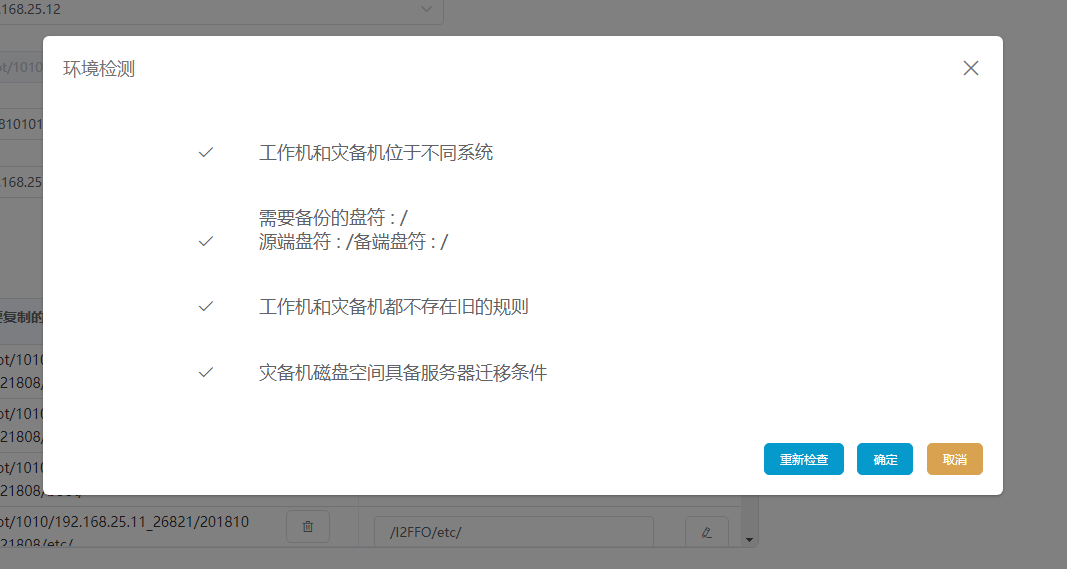 .168.25.12
环境检测
ot/1010
810101
.168.25
工作机和灾备机位于不同系统
需要备份的盘符 : /
源端盘符 : /备端盘符 : /
工作机和灾备机都不存在旧的规则
要复制的
灾备机磁盘空间具备服务器迁移条件
ot/1010
21808/
ot/1010
21808/
重新检查
确定
取消
ot/1010
21808/boot/
ot/1010/192.168.25.11_26821/201810
21808/etc/
/I2FFO/etc/